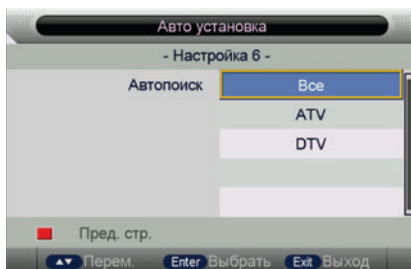 Авто установка
- Настройка 6 -
Автопоиск Все
ATV
DTV
Пред. стр.
Перем. Enter Выбрать Exit Выход